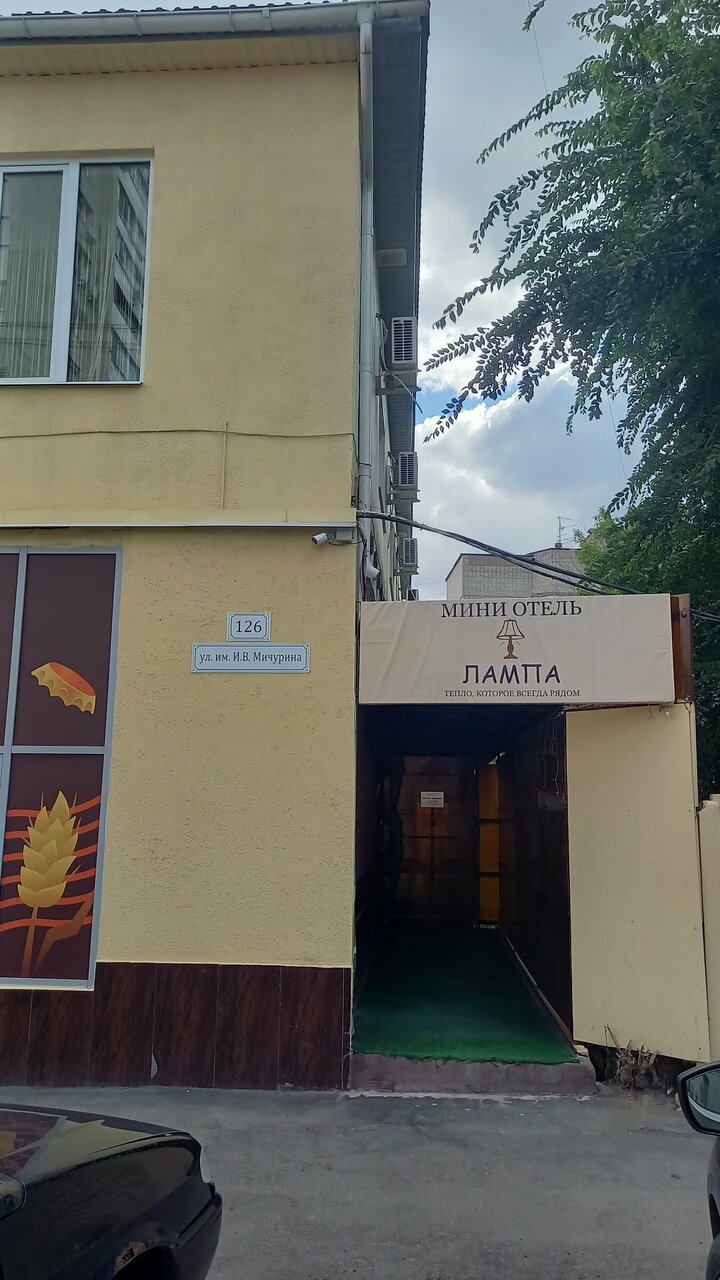 126
ул. им. И.В. Мичурина
МИНИ ОТЕЛЬ
ЛАМПА
ТЕПЛО, КОТОРОЕ ВСЕГДА РЯДОМ